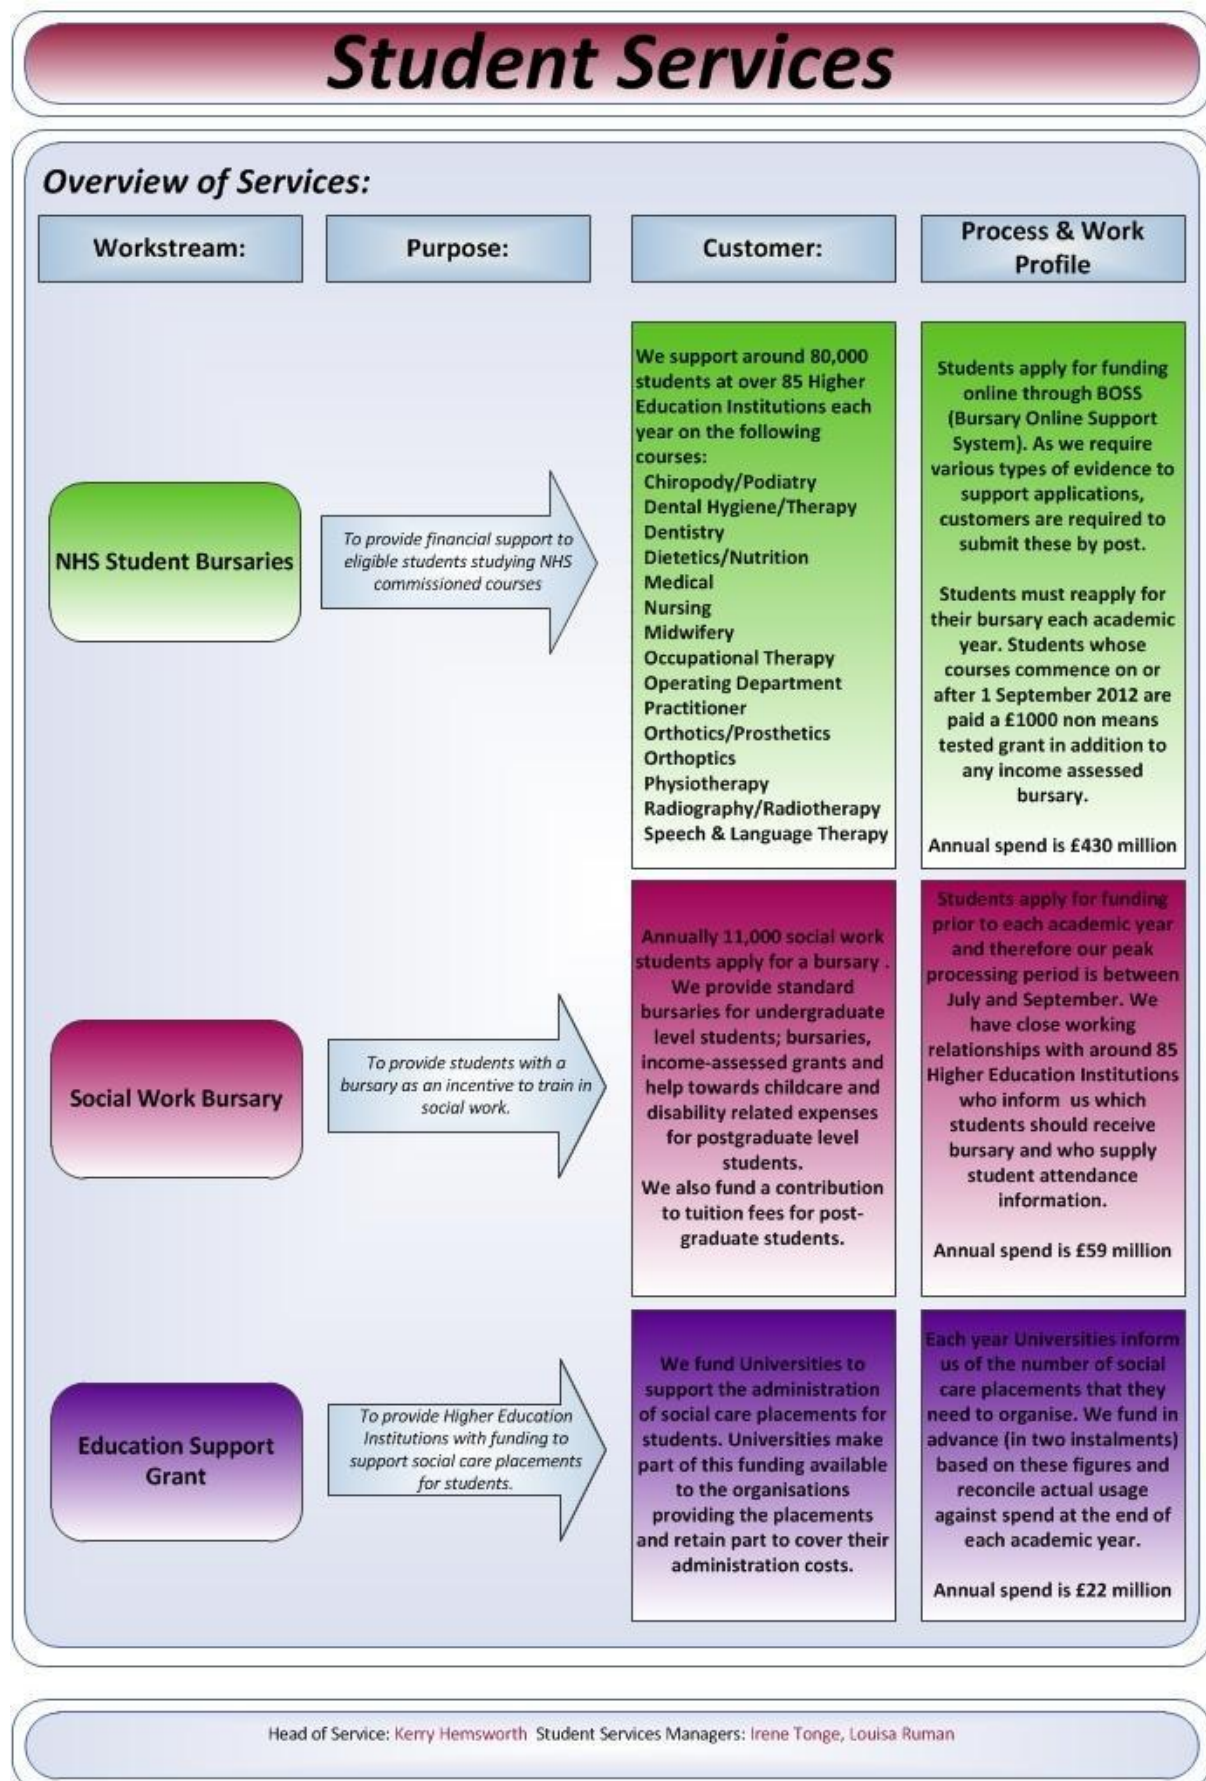 Student Services
Overview of Services:
Workstream:
Purpose:
Customer:
Process & Work
Profile
NHS Student Bursaries
To provide financial support to
eligible students studying NHS
commissioned courses
We support around 80,000
students at over 85 Higher
Education Institutions each
year on the following
courses:
Chiropody/Podiatry
Dental Hygiene/Therapy
Dentistry
Dietetics/Nutrition
Medical
Nursing
Midwifery
Occupational Therapy
Operating Department
Practitioner
Orthotics/Prosthetics
Orthoptics
Physiotherapy
Radiography/Radiotherapy
Speech & Language Therapy
Students apply for funding
online through BOSS
(Bursary Online Support
System). As we require
various types of evidence to
support applications,
customers are required to
submit these by post.
Students must reapply for
their bursary each academic
year. Students whose
courses commence on or
after 1 September 2012 are
paid a £1000 non means
tested grant in addition to
any income assessed
bursary.
Annual spend is £430 million
Social Work Bursary
To provide students with a
bursary as an incentive to train in
social work.
Annually 11,000 social work
students apply for a bursary .
We provide standard
bursaries for undergraduate
level students; bursaries,
income-assessed grants and
help towards childcare and
disability related expenses
for postgraduate level
students.
We also fund a contribution
to tuition fees for post-
graduate students.
Students apply for funding
prior to each academic year
and therefore our peak
processing period is between
July and September. We
have close working
relationships with around 85
Higher Education Institutions
who inform us which
students should receive
bursary and who supply
student attendance
information.
Annual spend is £59 million
Education Support
Grant
To provide Higher Education
Institutions with funding to
support social care placements
for students.
We fund Universities to
support the administration
of social care placements for
students. Universities make
part of this funding available
to the organisations
providing the placements
and retain part to cover their
administration costs.
Each year Universities inform
us of the number of social
care placements that they
need to organise. We fund in
advance (in two instalments)
based on these figures and
reconcile actual usage
against spend at the end of
each academic year.
Annual spend is £22 million
Head of Service: Kerry Hemsworth Student Services Managers: Irene Tonge, Louisa Ruman